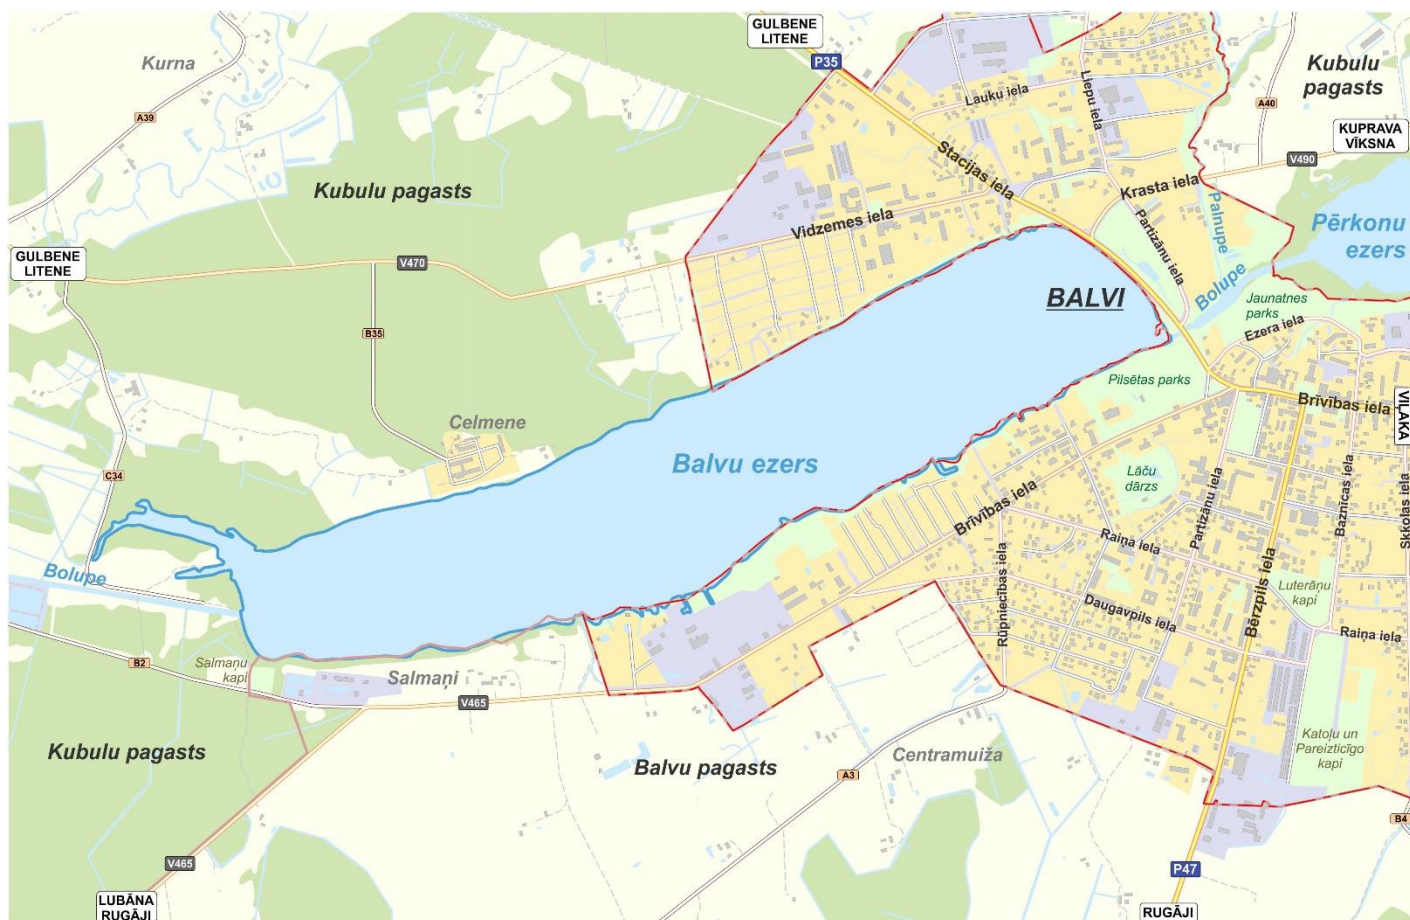 GULBENE
LITENE
Kurna
P35
Kubulu
pagasts
Lauku iela
Liepu iela
A39
A40
KUPRAVA
VĪKSNA
Stacijas iela
V490
Kubulu pagasts
Krasta iela
Vidzemes iela
Partizānu iela
Palnupe
Pērkonu
ezers
GULBENE
LITENE
V470
Bolupe
BALVI
Jaunatnes
parks
B35
Ezera iela
Pilsētas parks
Brīvības iela
VIĻAKA
Celmene
Balvu ezers
Lāču
dārzs
C34
Brīvības iela
Partizānu iela
Baznīcas iela
Skolas iela
Raiņa iela
Bolupe
Rūpniecības iela
Daugavpils iela
Bērzpils iela
Luterāņu
kapi
Raiņa iela
B2
Salmaņu
kapi
Salmaņi
V465
Kubulu pagasts
Balvu pagasts
Centramuiža
Katoļu un
Pareizticīgo
kapi
A3
B4
V465
P47
LUBĀNA
RUGĀJI
RUGĀJI